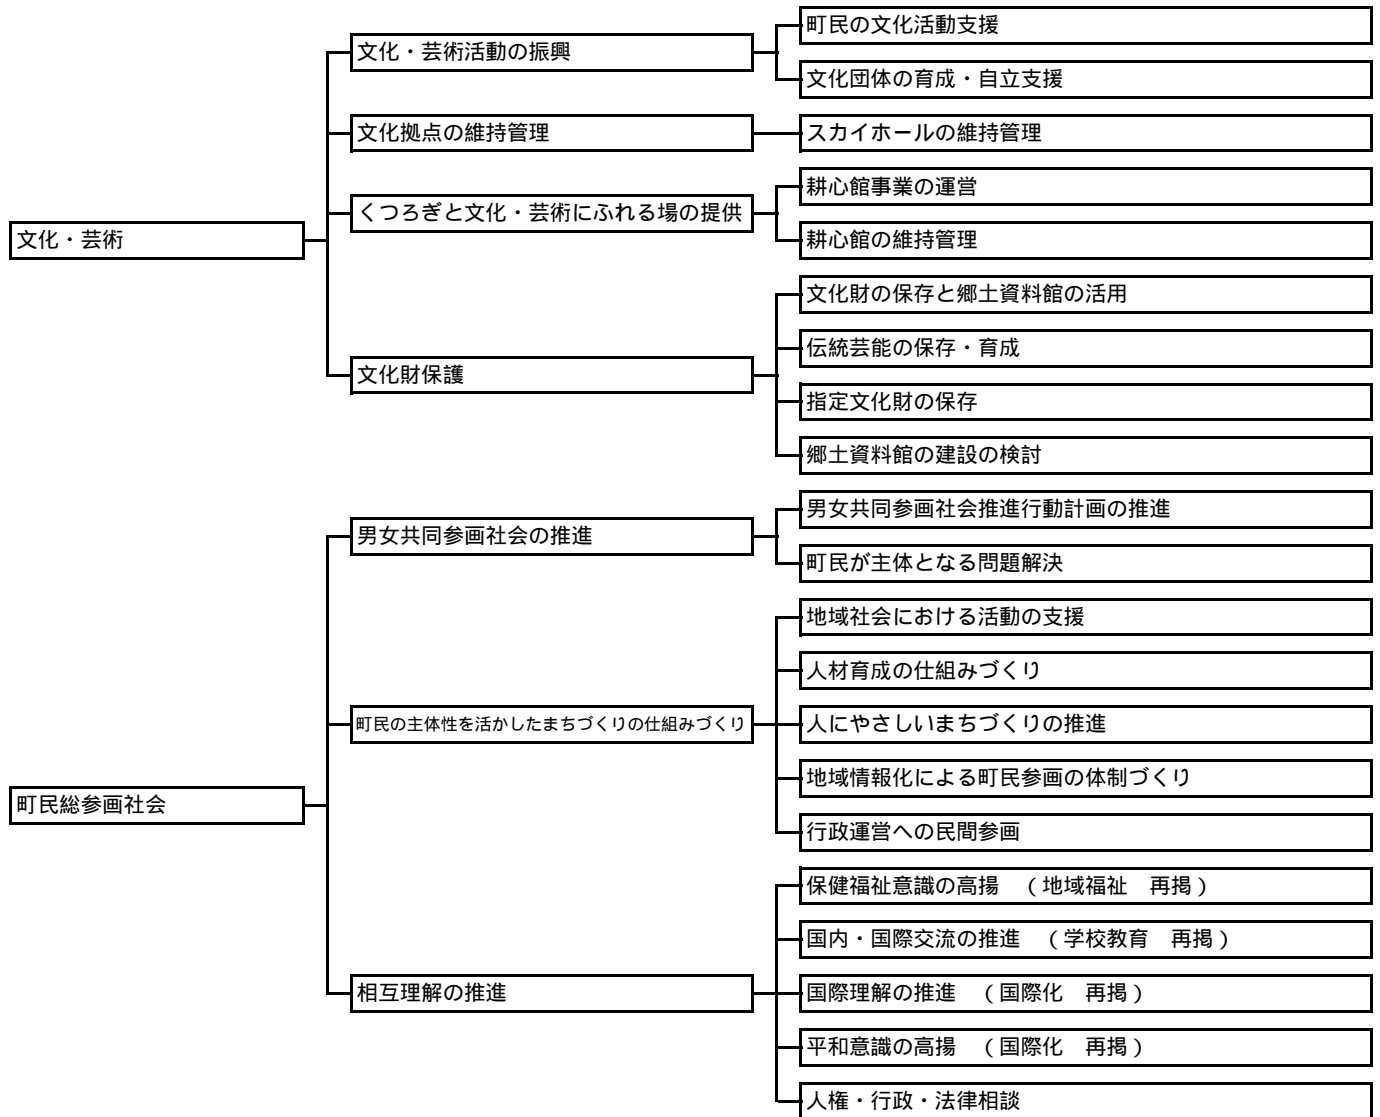 文化・芸術
文化・芸術活動の振興
町民の文化活動支援
文化団体の育成・自立支援
文化拠点の維持管理
スカイホールの維持管理
くつろぎと文化・芸術にふれる場の提供
耕心館事業の運営
耕心館の維持管理
文化財保護
文化財の保存と郷土資料館の活用
伝統芸能の保存・育成
指定文化財の保存
郷土資料館の建設の検討
町民総参画社会
男女共同参画社会の推進
男女共同参画社会推進行動計画の推進
町民が主体となる問題解決
町民の主体性を活かしたまちづくりの仕組みづくり
地域社会における活動の支援
人材育成の仕組みづくり
人にやさしいまちづくりの推進
地域情報化による町民参画の体制づくり
行政運営への民間参画
相互理解の推進
保健福祉意識の高揚　（地域福祉　再掲）
国内・国際交流の推進　（学校教育　再掲）
国際理解の推進　（国際化　再掲）
平和意識の高揚　（国際化　再掲）
人権・行政・法律相談